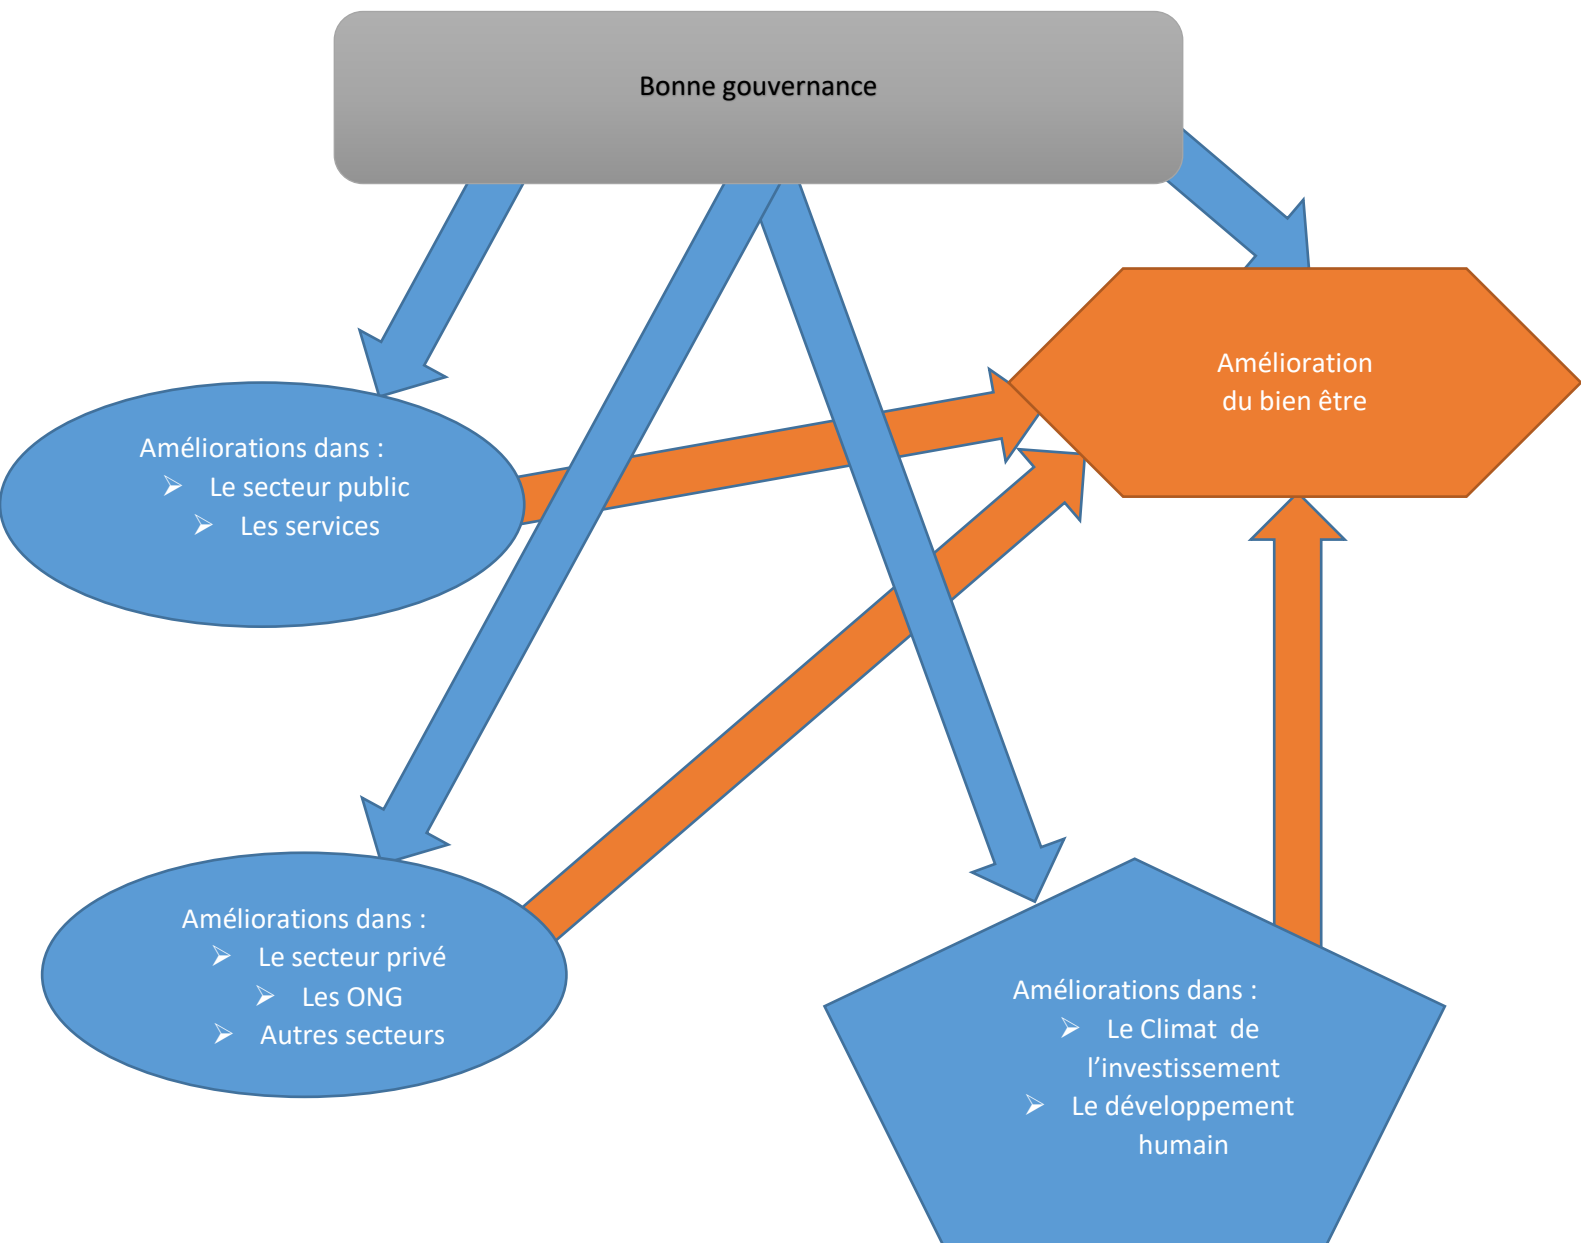 Bonne gouvernance
Amélioration
du bien être
Améliorations dans :
➢ Le secteur public
➢ Les services
Améliorations dans :
➢ Le secteur privé
➢ Les ONG
➢ Autres secteurs
Améliorations dans :
➢ Le Climat  de
l’investissement
➢ Le développement
humain